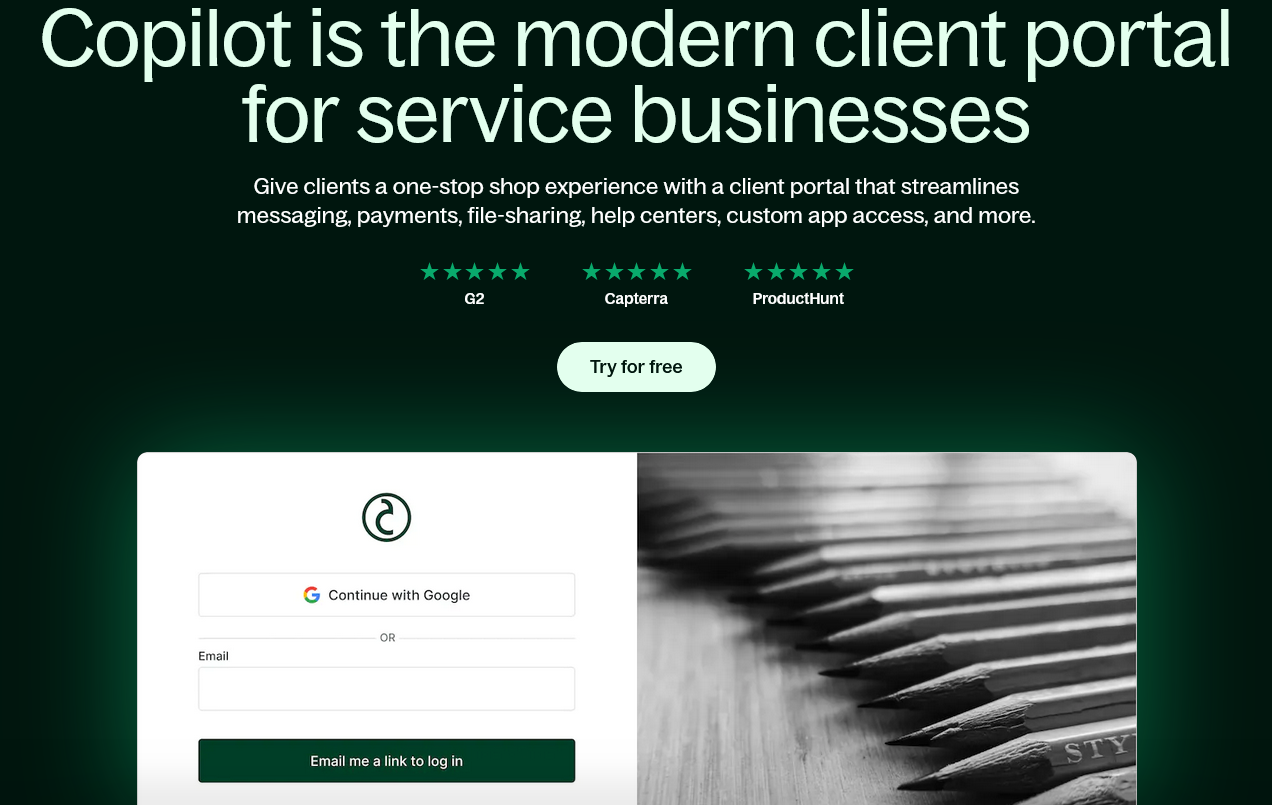 Copilot is the modern client portal
for service businesses
Give clients a one-stop shop experience with a client portal that streamlines
messaging, payments, file-sharing, help centers, custom app access, and more.
G2
Capterra
ProductHunt
Try for free
Continue with Google
OR
Email
Email me a link to log in
STY